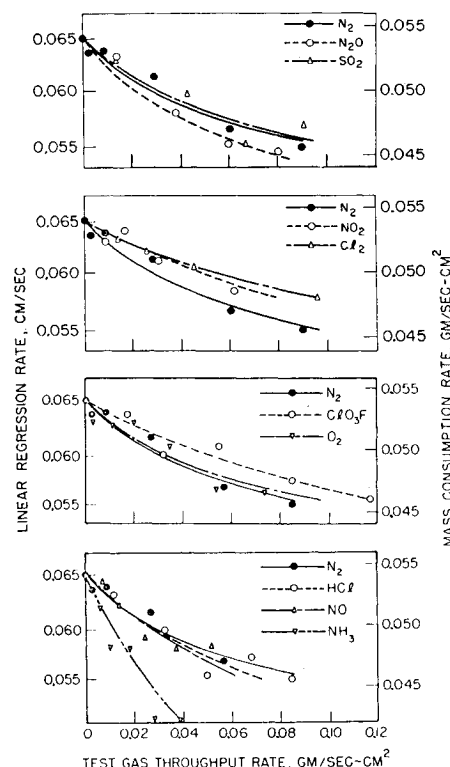 0.065
0.060
0.055
N2
N2O
SO2
0.055
0.050
0.045
0.065
0.060
0.055
N2
NO2
Cl2
0.055
0.050
0.045
LINEAR REGRESSION RATE, CM/SEC
MASS CONSUMPTION RATE GM/SEC-CM2
0.065
0.060
0.055
N2
ClO3F
O2
0.055
0.050
0.045
0.065
0.060
0.055
N2
HCl
NO
NH3
0.055
0.050
0.045
0 0.02 0.04 0.06 0.08 0.10 0.12
TEST GAS THROUGHPUT RATE, GM/SEC-CM2